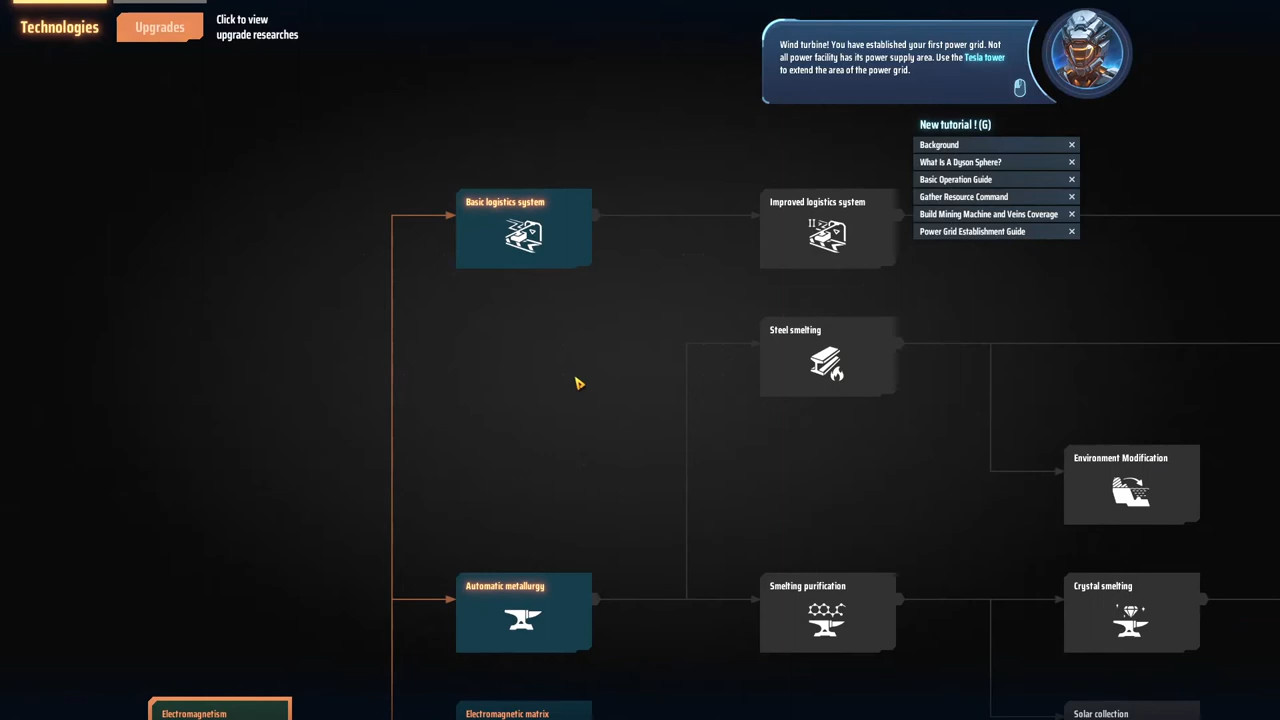 Technologies
Upgrades
Click to view
upgrade researches
Wind turbine! You have established your first power grid. Not
all power facility has its power supply area. Use the Tesla tower
to extend the area of the power grid.
New tutorial ! (G)
Background
What Is A Dyson Sphere?
Basic Operation Guide
Gather Resource Command
Build Mining Machine and Veins Coverage
Power Grid Establishment Guide
Basic logistics system
Improved logistics system
II
Steel smelting
Environment Modification
Automatic metallurgy
Smelting purification
Crystal smelting
Electromagnetism
Electromagnetic matrix
Solar collection